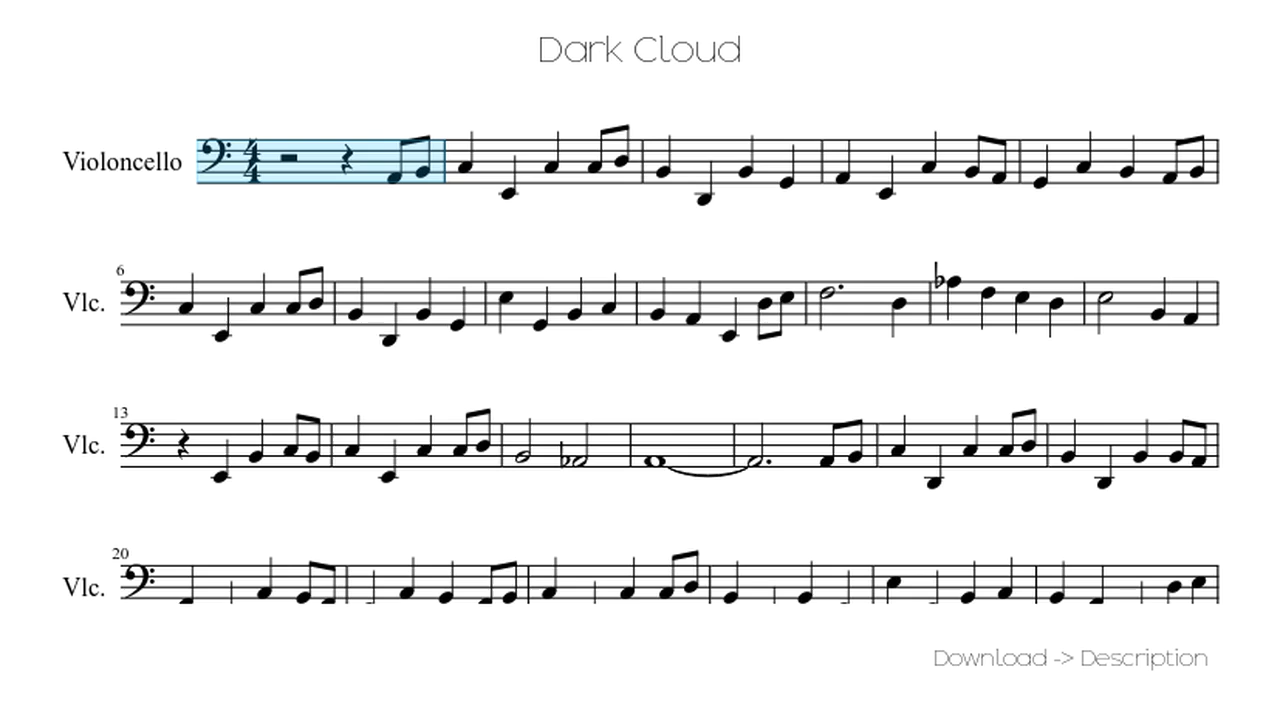 Dark Cloud
Violoncello
6
Vlc.
13
Vlc.
20
Vlc.
Download -> Description